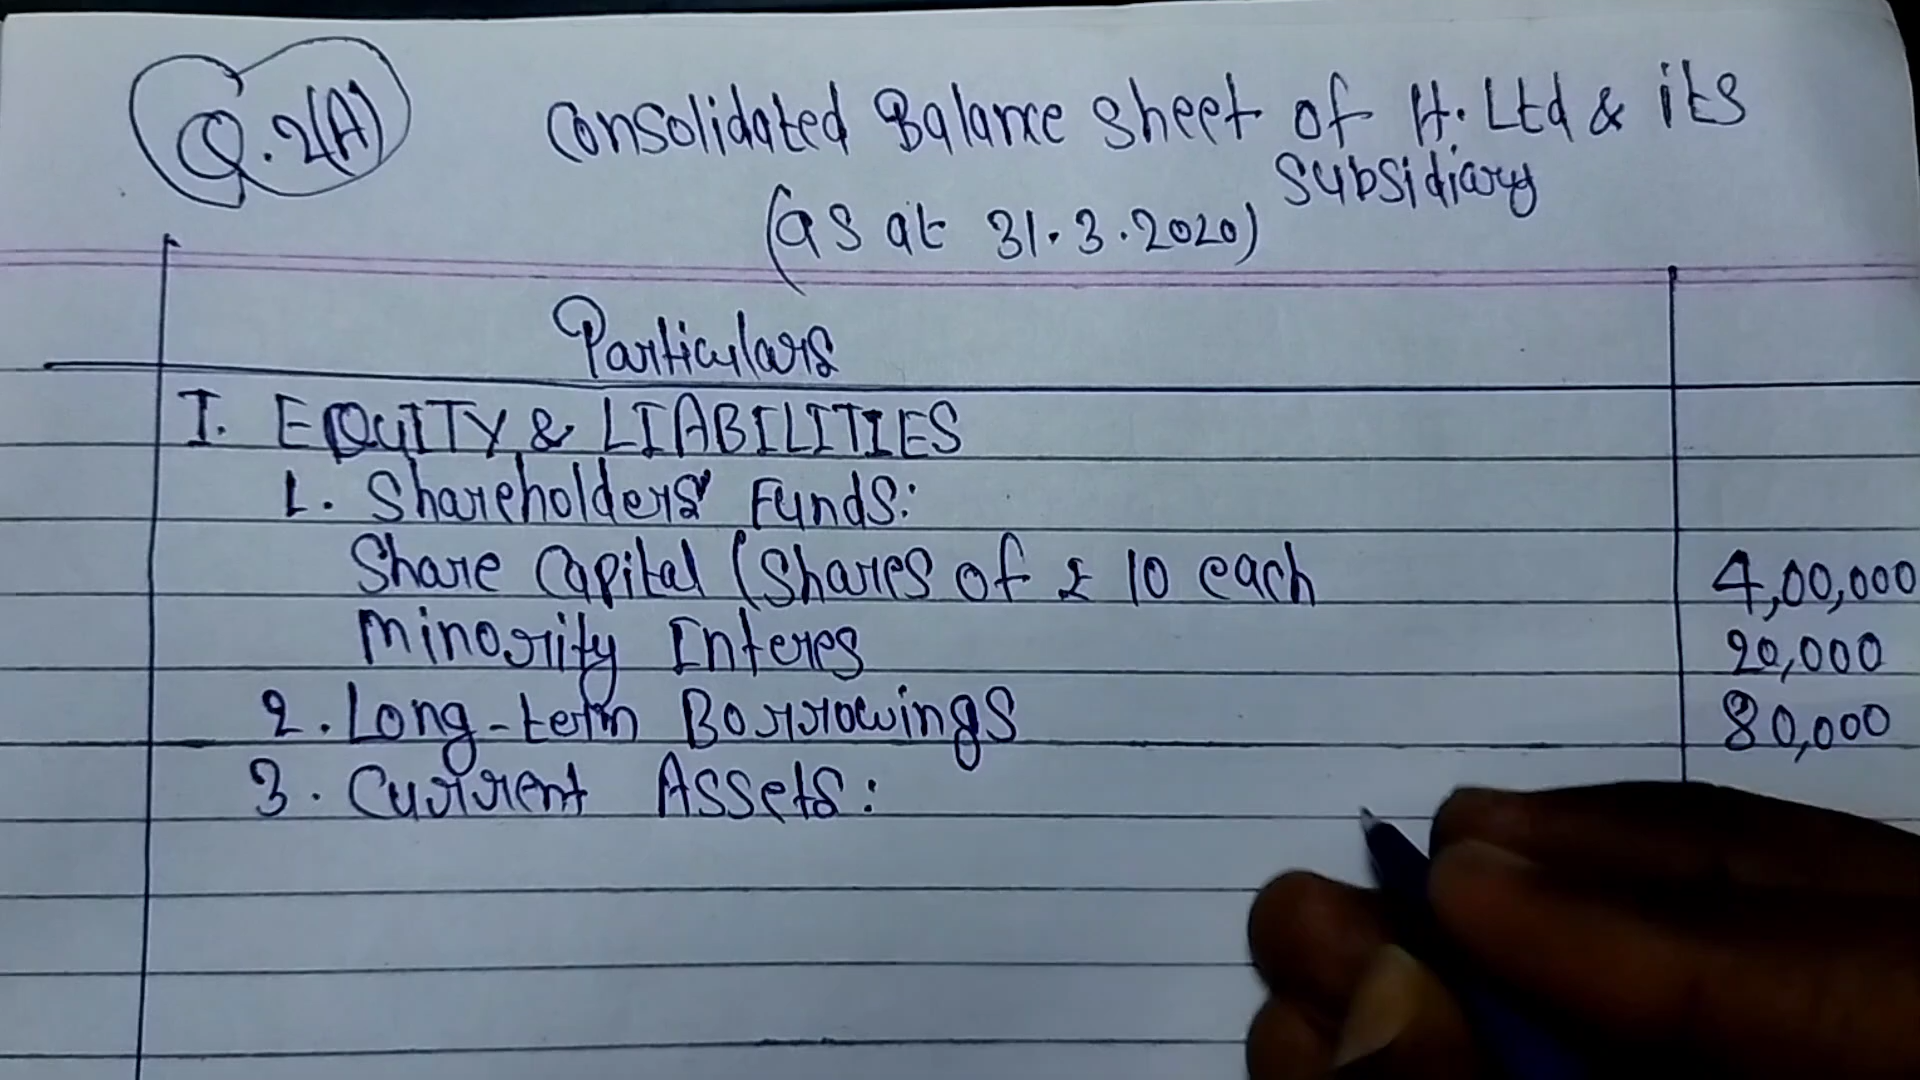 Q.2(A)
Consolidated Balance Sheet of H. Ltd & its
Subsidiary
(as at 31.3.2020)
Particulars
I. EQUITY & LIABILITIES
1. Shareholders' Funds:
Share Capital (Shares of ₹ 10 each 4,00,000
Minority Interes 20,000
2. Long-term Borrowings 80,000
3. Current Assets: